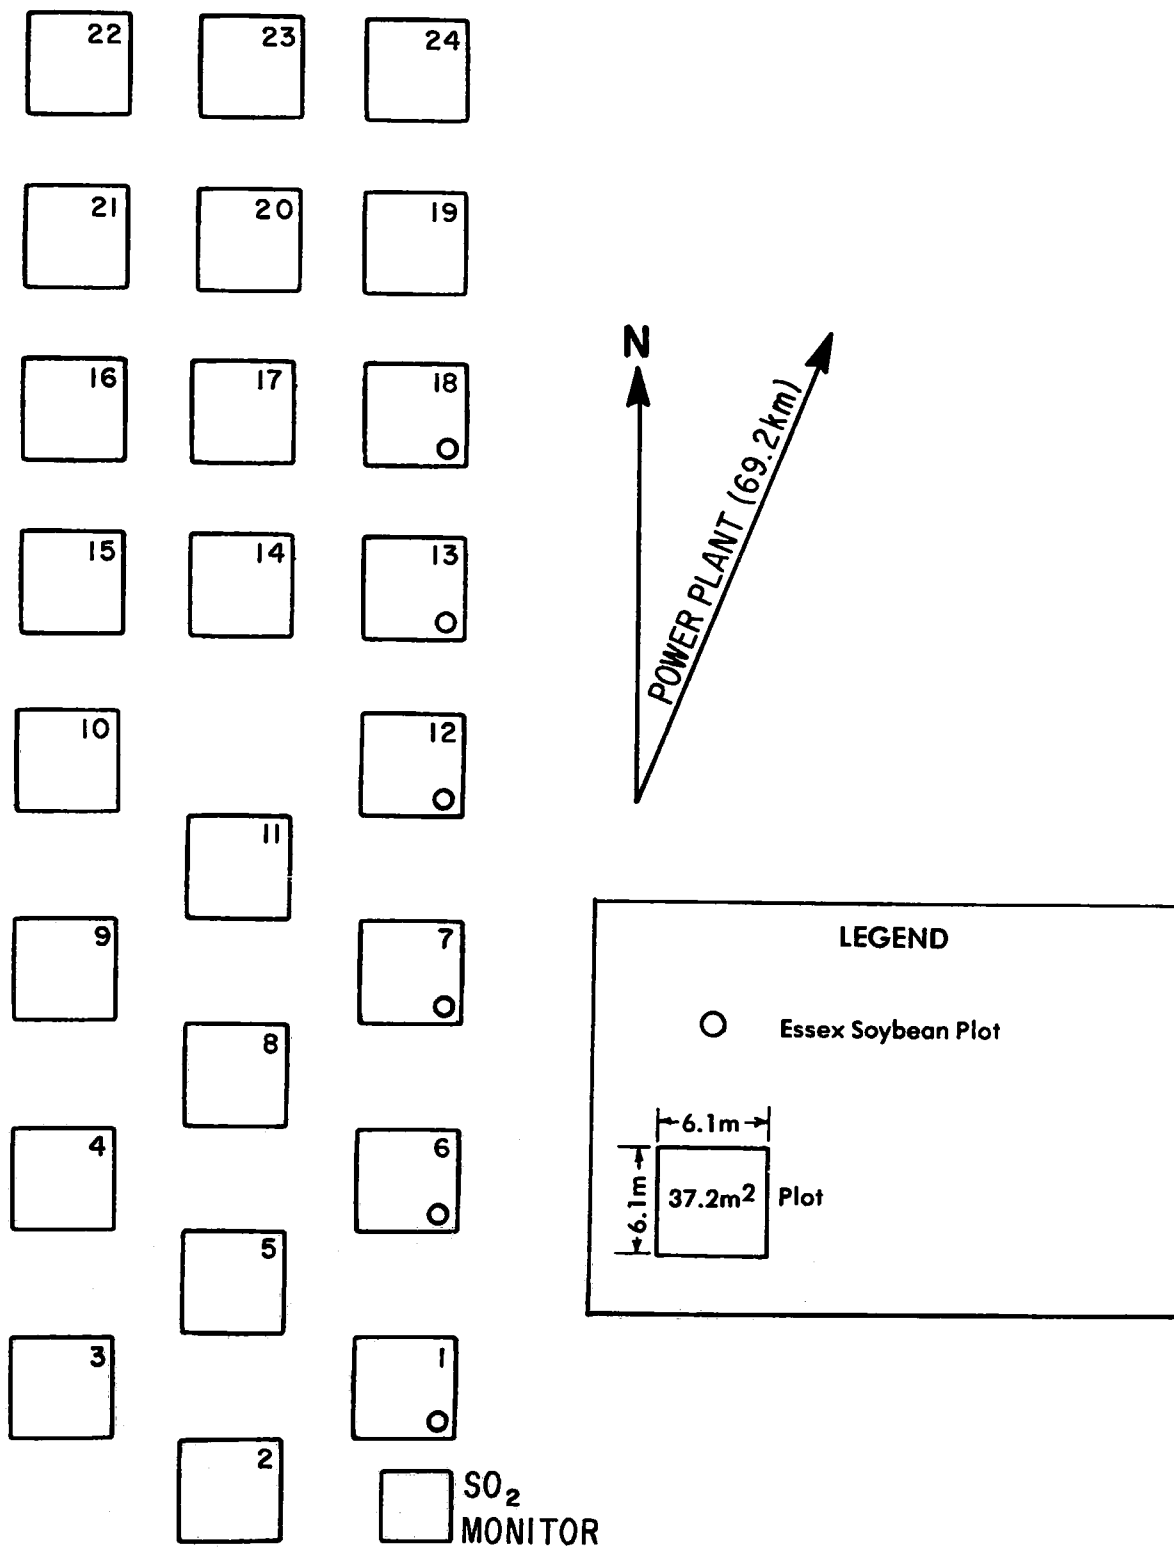 22 23 24
21 20 19
16 17 18
N
15 14 13
POWER PLANT (69.2km)
10 12
11
9 7
8
4 6
5
3 1
2
SO₂
MONITOR
LEGEND
Essex Soybean Plot
6.1m
6.1m
37.2m²
Plot